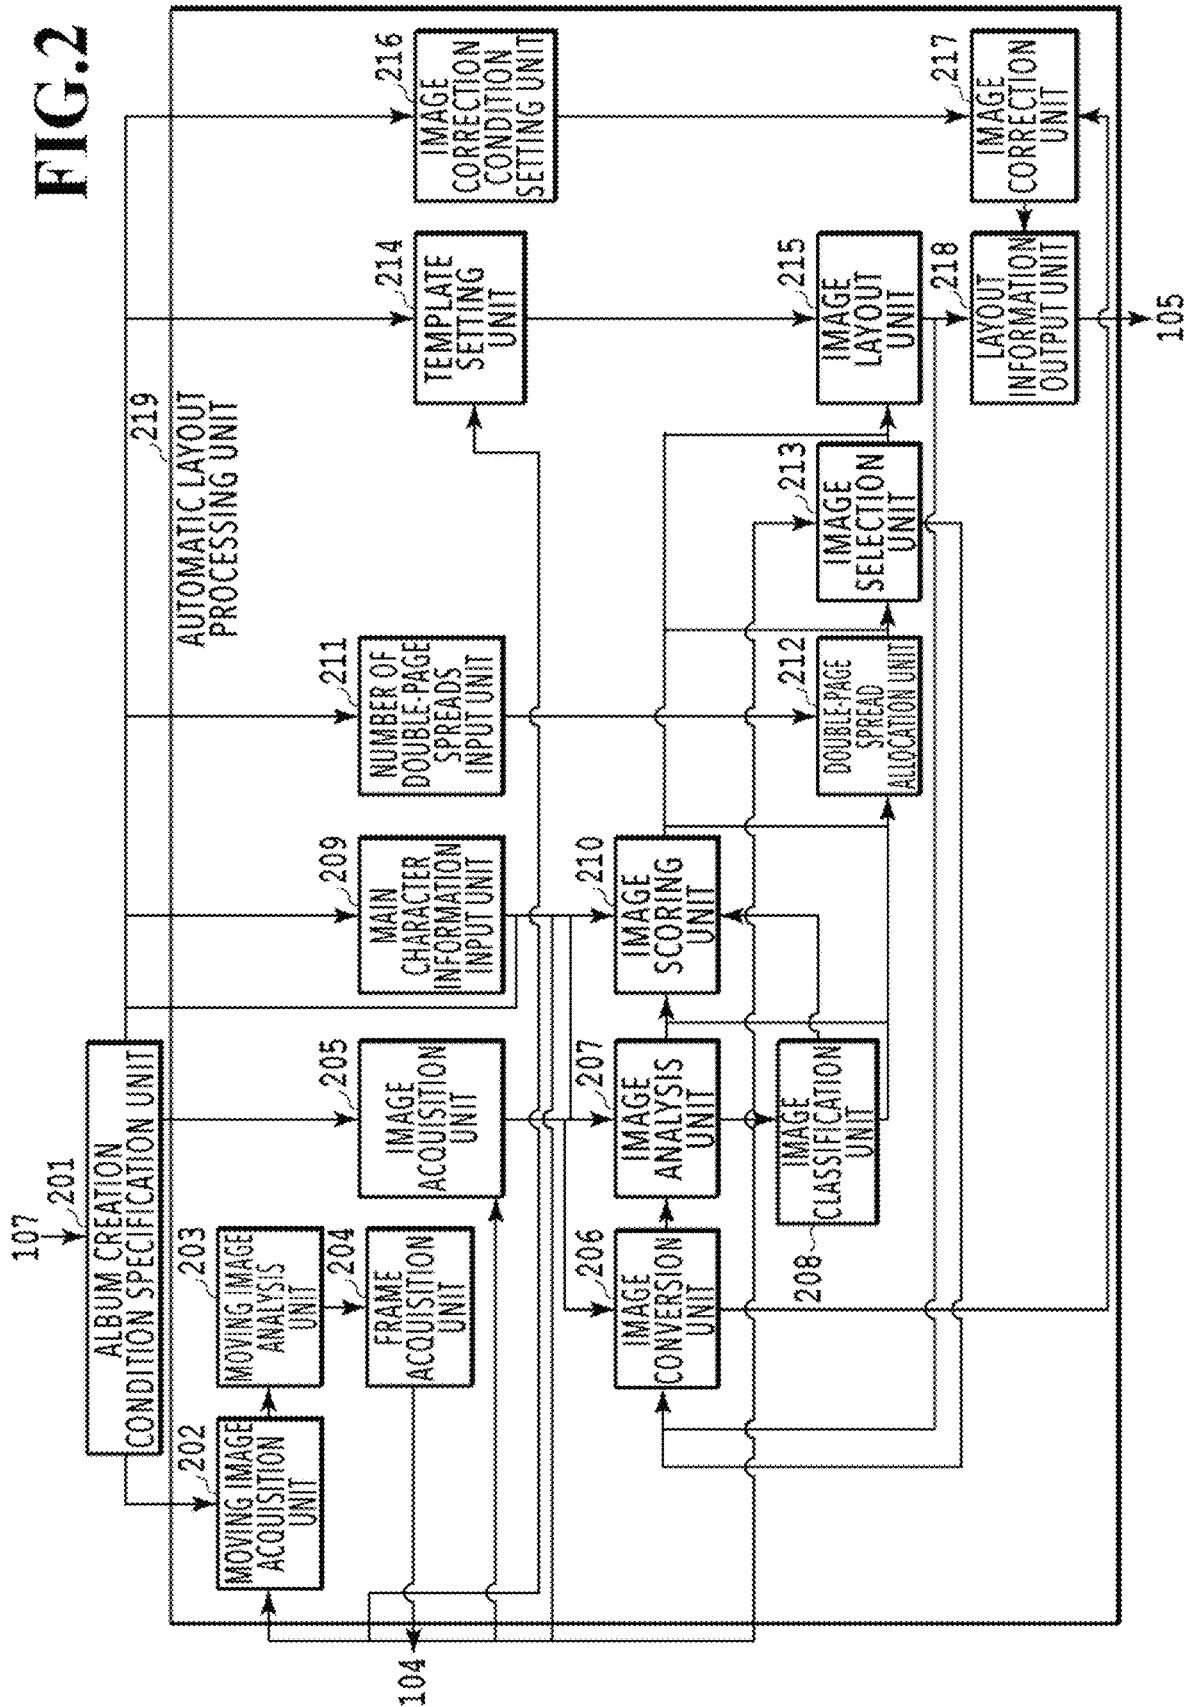 FIG.2
107
201
ALBUM CREATION
CONDITION SPECIFICATION UNIT
219
AUTOMATIC LAYOUT
PROCESSING UNIT
202
MOVING IMAGE
ACQUISITION
UNIT
203
MOVING IMAGE
ANALYSIS
UNIT
204
FRAME
ACQUISITION
UNIT
104
205
IMAGE
ACQUISITION
UNIT
209
MAIN
CHARACTER
INFORMATION
INPUT UNIT
211
NUMBER OF
DOUBLE-PAGE
SPREADS
INPUT UNIT
214
TEMPLATE
SETTING
UNIT
216
IMAGE
CORRECTION
CONDITION
SETTING UNIT
206
IMAGE
CONVERSION
UNIT
207
IMAGE
ANALYSIS
UNIT
210
IMAGE
SCORING
UNIT
208
IMAGE
CLASSIFICATION
UNIT
212
DOUBLE-PAGE
SPREAD
ALLOCATION UNIT
213
IMAGE
SELECTION
UNIT
215
IMAGE
LAYOUT
UNIT
218
LAYOUT
INFORMATION
OUTPUT UNIT
217
IMAGE
CORRECTION
UNIT
105